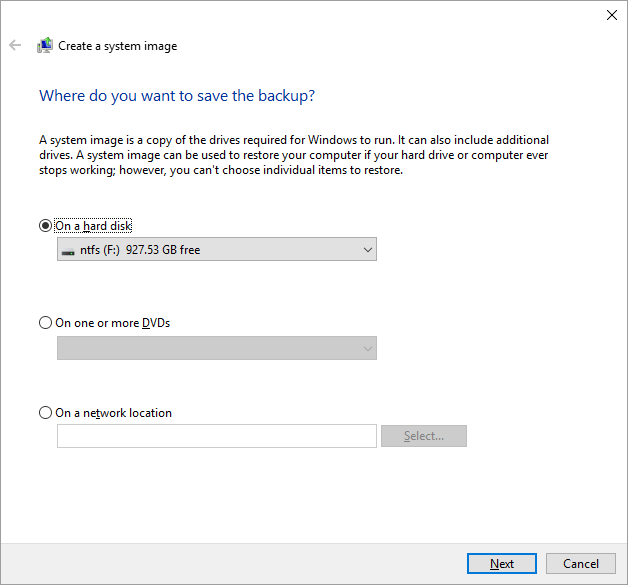 Create a system image
Where do you want to save the backup?
A system image is a copy of the drives required for Windows to run. It can also include additional
drives. A system image can be used to restore your computer if your hard drive or computer ever
stops working; however, you can't choose individual items to restore.
On a hard disk
ntfs (F:) 927.53 GB free
On one or more DVDs
On a network location
Select...
Next
Cancel